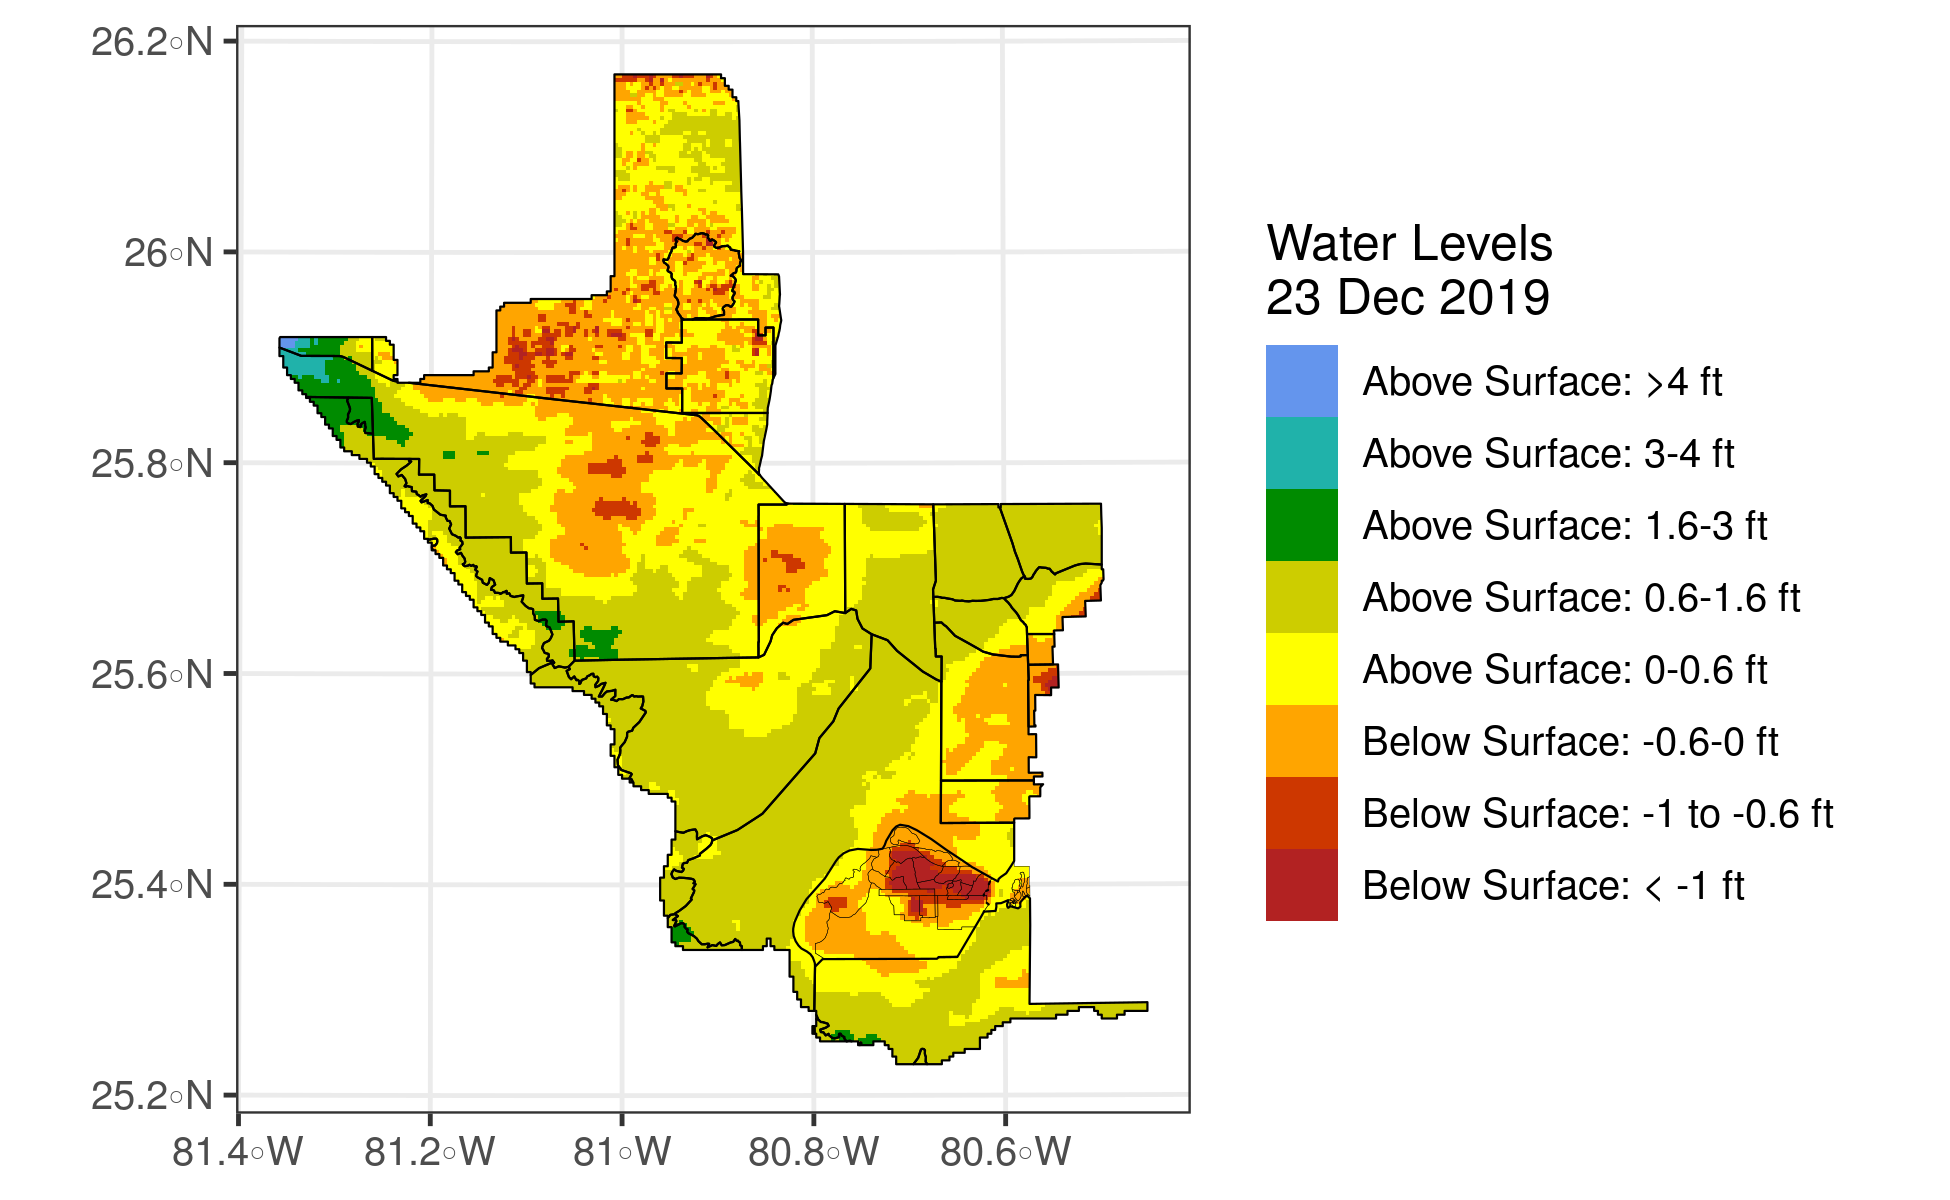 26.2◦N
26◦N
25.8◦N
25.6◦N
25.4◦N
25.2◦N
81.4◦W
81.2◦W
81◦W
80.8◦W
80.6◦W
Water Levels
23 Dec 2019
Above Surface: >4 ft
Above Surface: 3-4 ft
Above Surface: 1.6-3 ft
Above Surface: 0.6-1.6 ft
Above Surface: 0-0.6 ft
Below Surface: -0.6-0 ft
Below Surface: -1 to -0.6 ft
Below Surface: < -1 ft